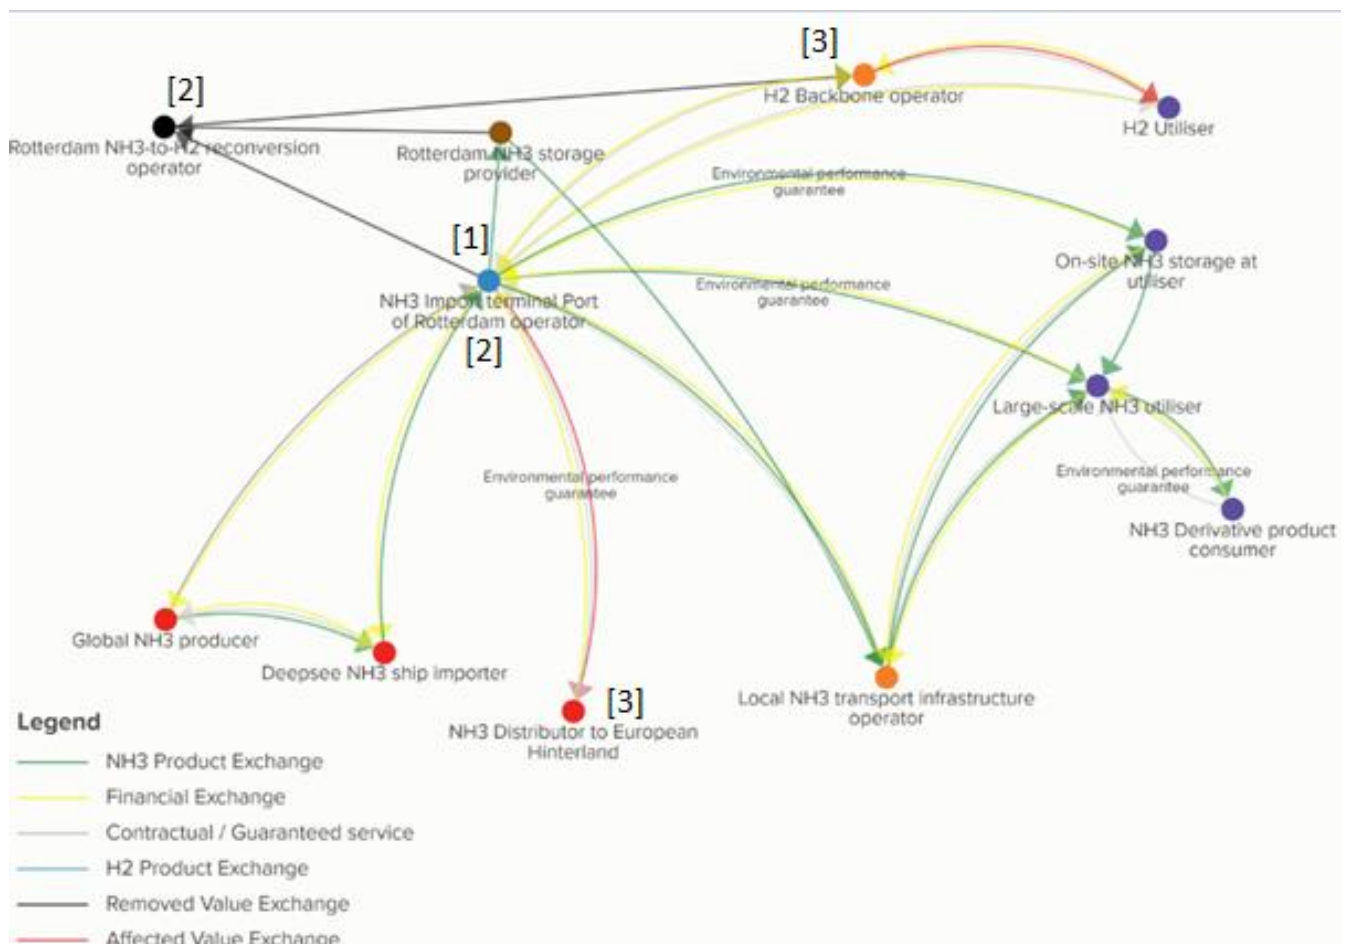 [3]
H2 Backbone operator
[2]
H2 Utiliser
Rotterdam NH3-to-H2 reconversion
operator
Rotterdam NH3 storage
provider
Environmental performance
guarantee
[1]
On-site NH3 storage at
utiliser
NH3 Import terminal Port
of Rotterdam operator
Environmental performance
guarantee
[2]
Large-scale NH3 utiliser
Environmental performance
guarantee
Environmental performance
guarantee
NH3 Derivative product
consumer
Global NH3 producer
Deepsee NH3 ship importer
[3]
NH3 Distributor to European
Hinterland
Local NH3 transport infrastructure
operator
Legend
NH3 Product Exchange
Financial Exchange
Contractual / Guaranteed service
H2 Product Exchange
Removed Value Exchange
Affected Value Exchange